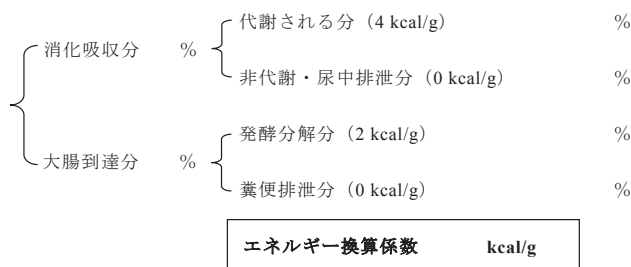 代謝される分（4 kcal/g） %
消化吸収分 %
非代謝・尿中排泄分（0 kcal/g） %
発酵分解分（2 kcal/g） %
大腸到達分 %
糞便排泄分（0 kcal/g） %
エネルギー換算係数 kcal/g